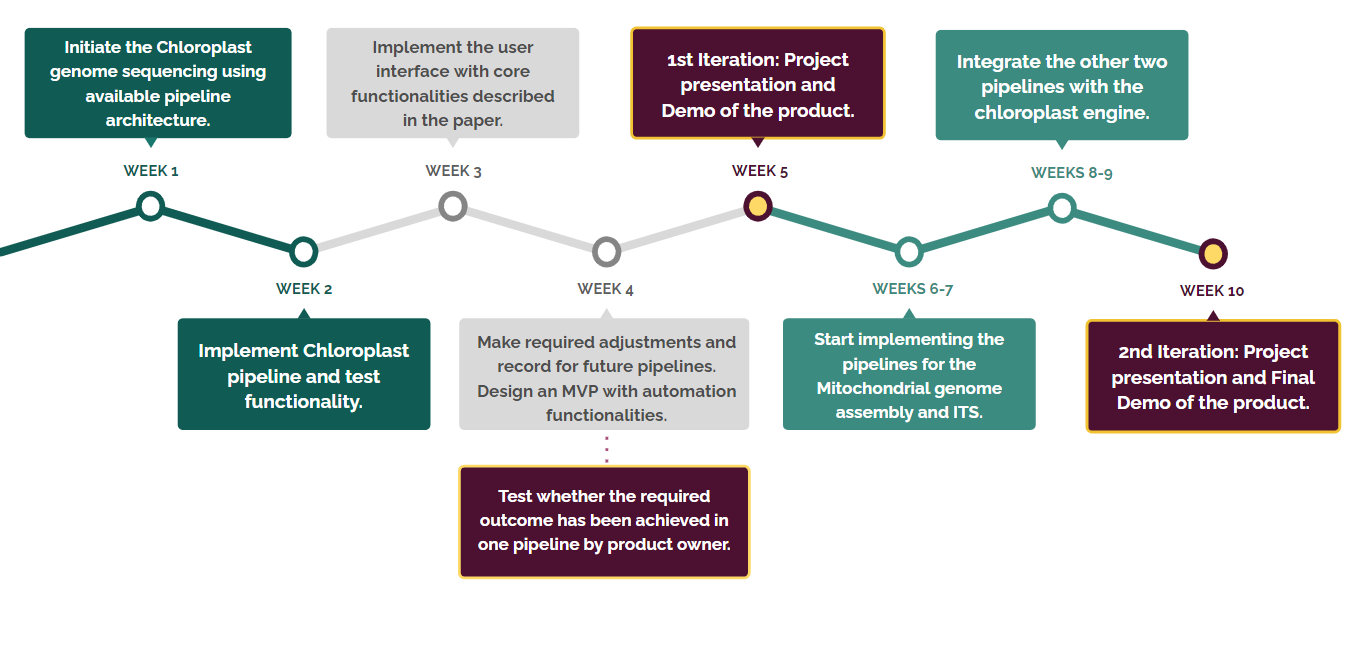 Initiate the Chloroplast
genome sequencing using
available pipeline
architecture.
WEEK 1
Implement the user
interface with core
functionalities described
in the paper.
WEEK 3
1st Iteration: Project
presentation and
Demo of the product.
WEEK 5
Integrate the other two
pipelines with the
chloroplast engine.
WEEKS 8-9
WEEK 2
Implement Chloroplast
pipeline and test
functionality.
WEEK 4
Make required adjustments and
record for future pipelines.
Design an MVP with automation
functionalities.
Test whether the required
outcome has been achieved in
one pipeline by product owner.
WEEKS 6-7
Start implementing the
pipelines for the
Mitochondrial genome
assembly and ITS.
WEEK 10
2nd Iteration: Project
presentation and Final
Demo of the product.